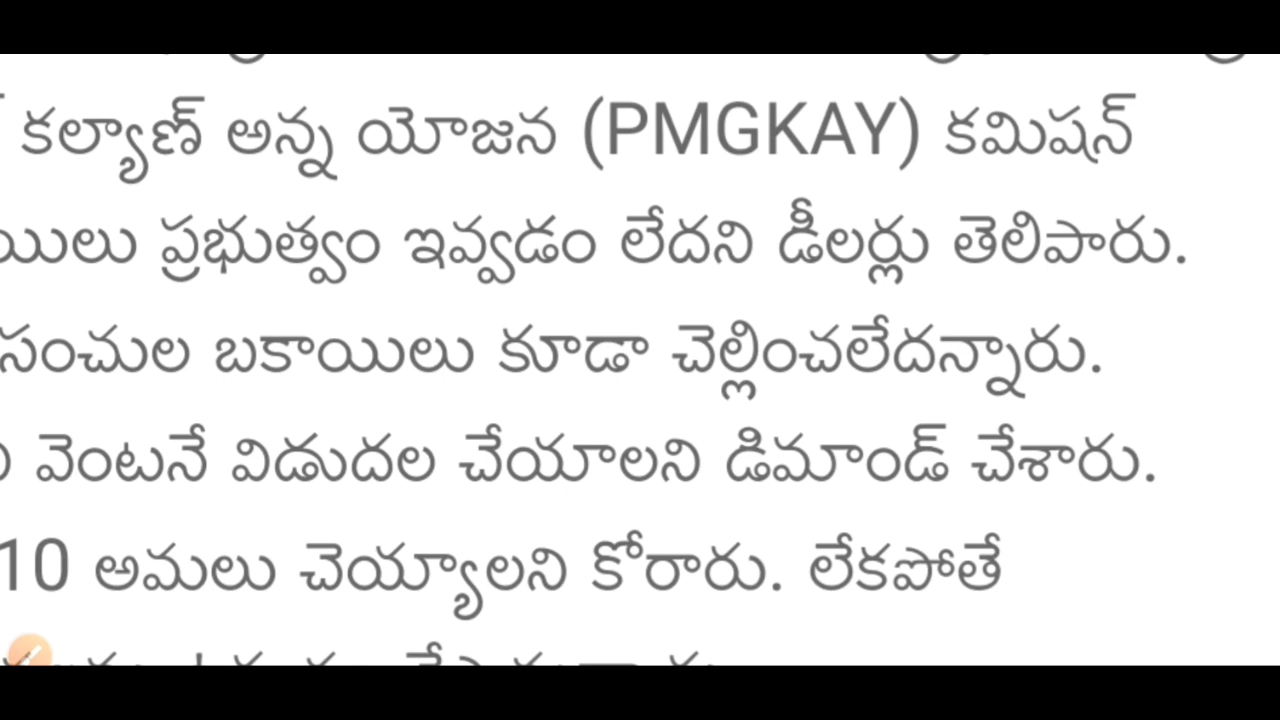 కల్యాణ్ అన్న యోజన (PMGKAY) కమిషన్
ప్రభుత్వం ఇవ్వడం లేదని డీలర్లు తెలిపారు.
సంచుల బకాయిలు కూడా చెల్లించలేదన్నారు.
వెంటనే విడుదల చేయాలని డిమాండ్ చేశారు.
10 అమలు చెయ్యాలని కోరారు. లేకపోతే